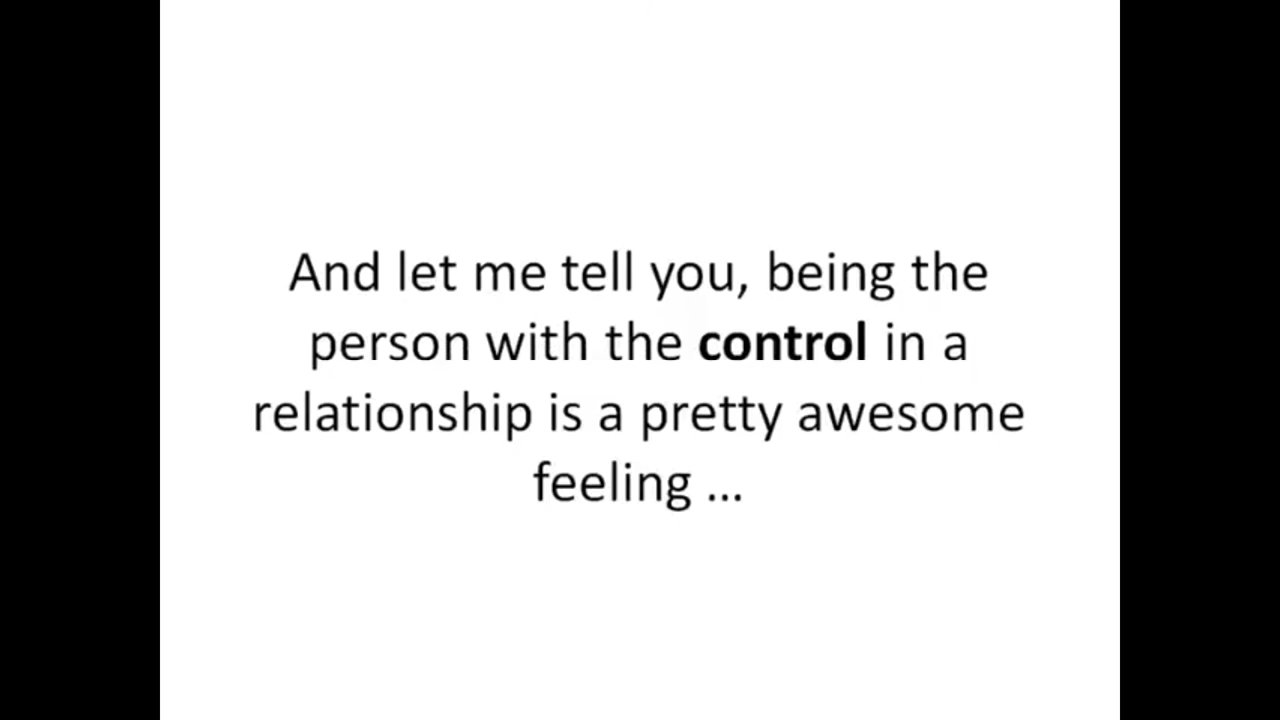 And let me tell you, being the
person with the control in a
relationship is a pretty awesome
feeling ...